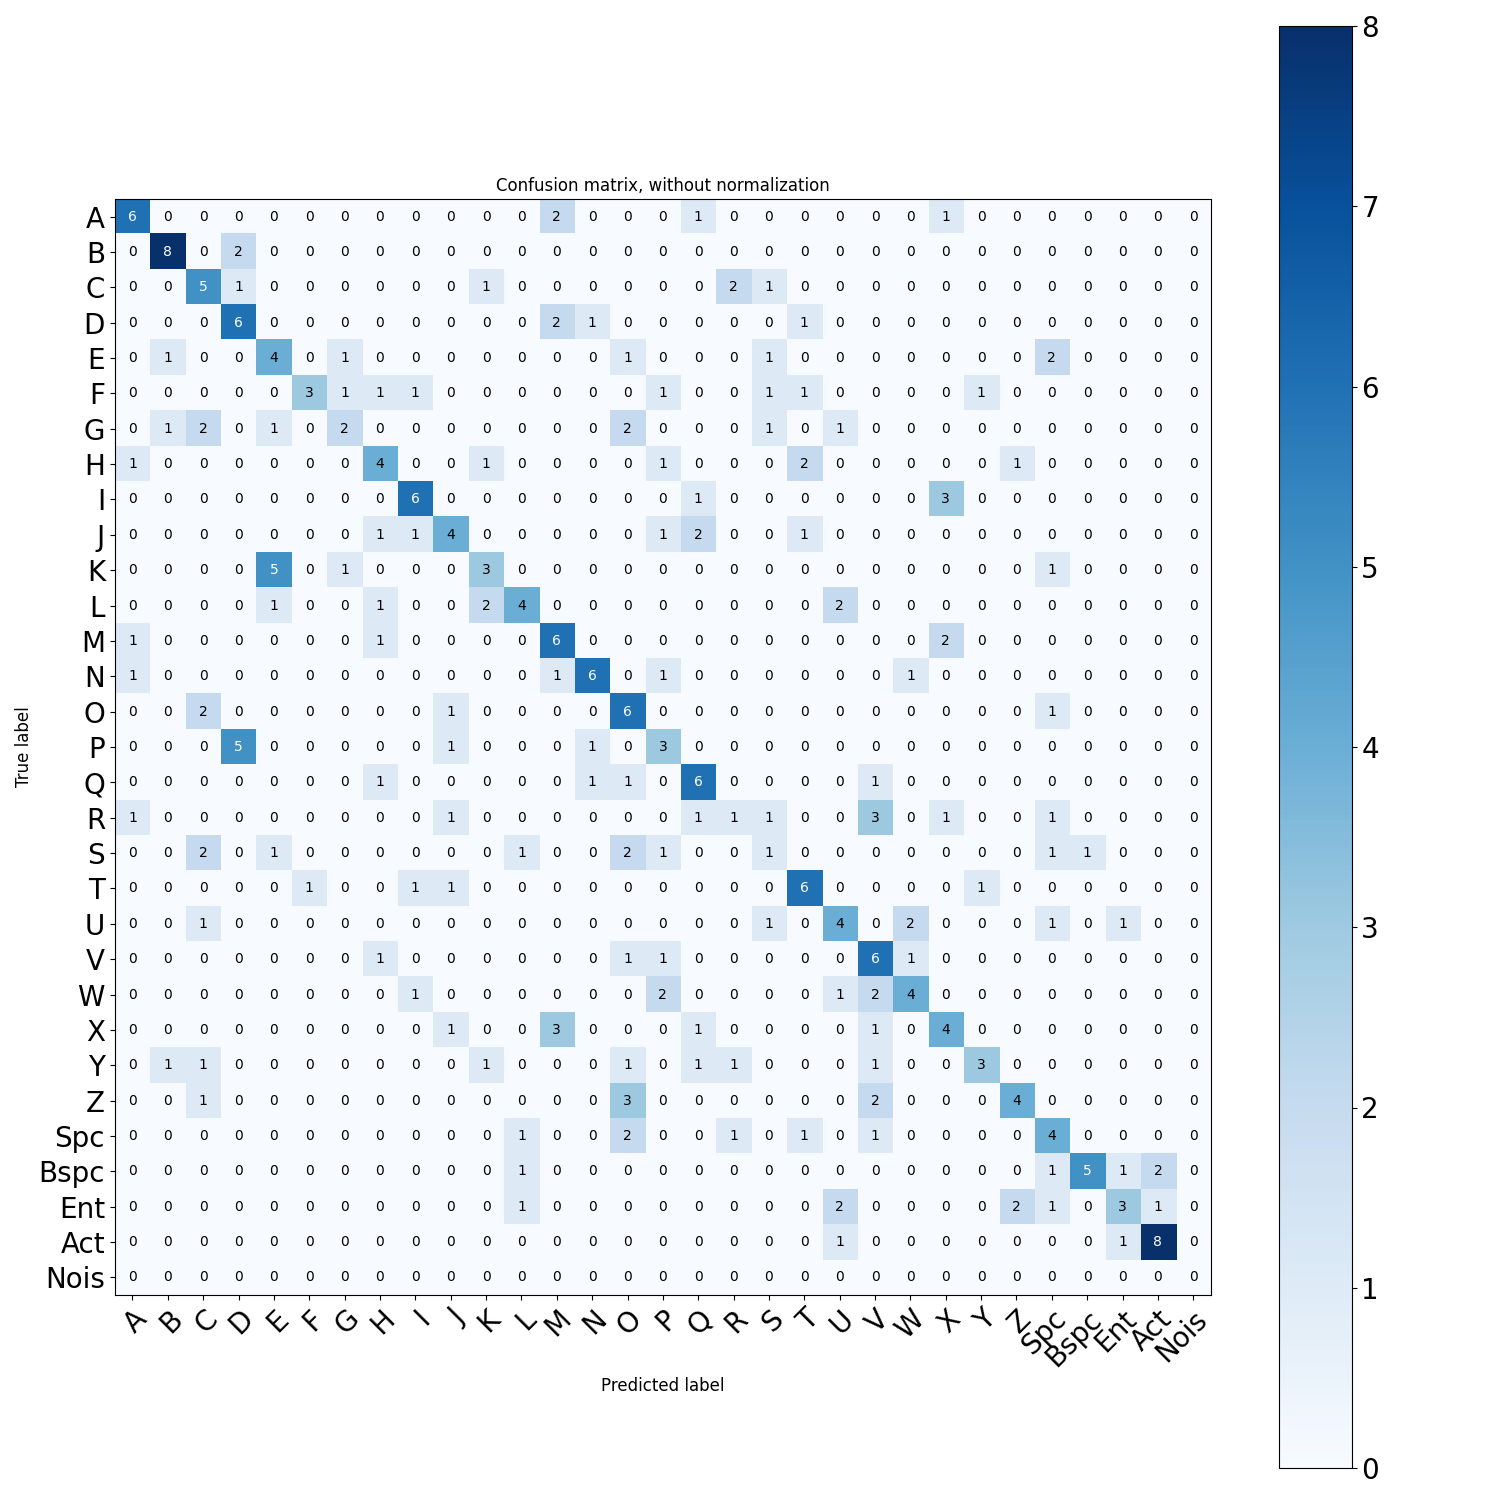 Confusion matrix, without normalization
A 6 0 0 0 0 0 0 0 0 0 0 0 2 0 0 0 1 0 0 0 0 0 0 1 0 0 0 0 0 0 0
B 0 8 0 2 0 0 0 0 0 0 0 0 0 0 0 0 0 0 0 0 0 0 0 0 0 0 0 0 0 0 0
C 0 0 5 1 0 0 0 0 0 0 1 0 0 0 0 0 0 2 1 0 0 0 0 0 0 0 0 0 0 0 0
D 0 0 0 6 0 0 0 0 0 0 0 0 2 1 0 0 0 0 0 1 0 0 0 0 0 0 0 0 0 0 0
E 0 1 0 0 4 0 1 0 0 0 0 0 0 0 1 0 0 0 1 0 0 0 0 0 0 0 2 0 0 0 0
F 0 0 0 0 0 3 1 1 1 0 0 0 0 0 0 1 0 0 1 1 0 0 0 0 1 0 0 0 0 0 0
G 0 1 2 0 1 0 2 0 0 0 0 0 0 0 2 0 0 0 1 0 1 0 0 0 0 0 0 0 0 0 0
H 1 0 0 0 0 0 0 4 0 0 1 0 0 0 0 1 0 0 0 2 0 0 0 0 0 1 0 0 0 0 0
I 0 0 0 0 0 0 0 0 6 0 0 0 0 0 0 0 1 0 0 0 0 0 0 3 0 0 0 0 0 0 0
J 0 0 0 0 0 0 0 1 1 4 0 0 0 0 0 1 2 0 0 1 0 0 0 0 0 0 0 0 0 0 0
K 0 0 0 0 5 0 1 0 0 0 3 0 0 0 0 0 0 0 0 0 0 0 0 0 0 0 1 0 0 0 0
L 0 0 0 0 1 0 0 1 0 0 2 4 0 0 0 0 0 0 0 0 2 0 0 0 0 0 0 0 0 0 0
M 1 0 0 0 0 0 0 1 0 0 0 0 6 0 0 0 0 0 0 0 0 0 0 2 0 0 0 0 0 0 0
N 1 0 0 0 0 0 0 0 0 0 0 0 1 6 0 1 0 0 0 0 0 0 1 0 0 0 0 0 0 0 0
O 0 0 2 0 0 0 0 0 0 1 0 0 0 0 6 0 0 0 0 0 0 0 0 0 0 0 1 0 0 0 0
P 0 0 0 5 0 0 0 0 0 1 0 0 0 1 0 3 0 0 0 0 0 0 0 0 0 0 0 0 0 0 0
Q 0 0 0 0 0 0 0 1 0 0 0 0 0 1 1 0 6 0 0 0 0 1 0 0 0 0 0 0 0 0 0
R 1 0 0 0 0 0 0 0 0 1 0 0 0 0 0 0 1 1 1 0 0 3 0 1 0 0 1 0 0 0 0
S 0 0 2 0 1 0 0 0 0 0 0 1 0 0 2 1 0 0 1 0 0 0 0 0 0 0 1 1 0 0 0
T 0 0 0 0 0 1 0 0 1 1 0 0 0 0 0 0 0 0 0 6 0 0 0 0 1 0 0 0 0 0 0
U 0 0 1 0 0 0 0 0 0 0 0 0 0 0 0 0 0 0 1 0 4 0 2 0 0 0 1 0 1 0 0
V 0 0 0 0 0 0 0 1 0 0 0 0 0 0 1 1 0 0 0 0 0 6 1 0 0 0 0 0 0 0 0
W 0 0 0 0 0 0 0 0 1 0 0 0 0 0 0 2 0 0 0 0 1 2 4 0 0 0 0 0 0 0 0
X 0 0 0 0 0 0 0 0 0 1 0 0 3 0 0 0 1 0 0 0 0 1 0 4 0 0 0 0 0 0 0
Y 0 1 1 0 0 0 0 0 0 0 1 0 0 0 1 0 1 1 0 0 0 1 0 0 3 0 0 0 0 0 0
Z 0 0 1 0 0 0 0 0 0 0 0 0 0 0 3 0 0 0 0 0 0 2 0 0 0 4 0 0 0 0 0
Spc 0 0 0 0 0 0 0 0 0 0 0 1 0 0 2 0 0 1 0 1 0 1 0 0 0 0 4 0 0 0 0
Bspc 0 0 0 0 0 0 0 0 0 0 0 1 0 0 0 0 0 0 0 0 0 0 0 0 0 0 1 5 1 2 0
Ent 0 0 0 0 0 0 0 0 0 0 0 1 0 0 0 0 0 0 0 0 2 0 0 0 0 2 1 0 3 1 0
Act 0 0 0 0 0 0 0 0 0 0 0 0 0 0 0 0 0 0 0 0 1 0 0 0 0 0 0 0 1 8 0
Nois 0 0 0 0 0 0 0 0 0 0 0 0 0 0 0 0 0 0 0 0 0 0 0 0 0 0 0 0 0 0 0
A B C D E F G H I J K L M N O P Q R S T U V W X Y Z Spc Bspc Ent Act Nois
Predicted label
True label
8
7
6
5
4
3
2
1
0